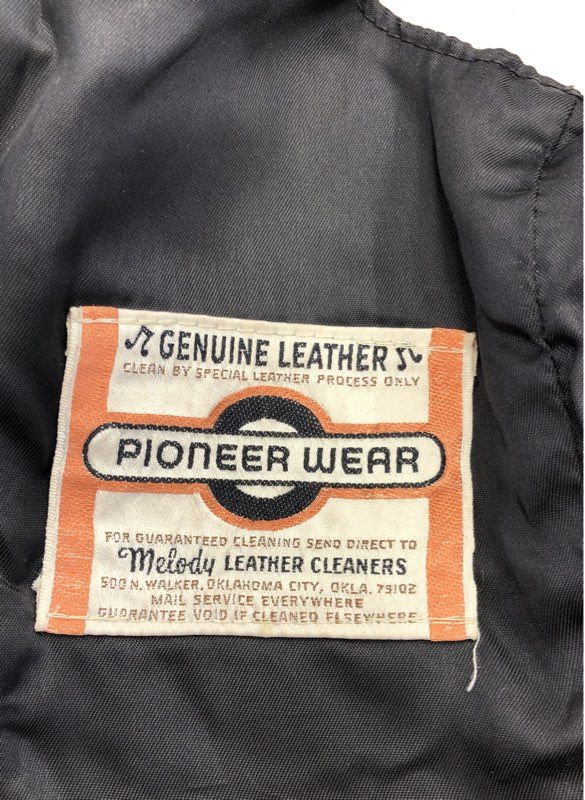 GENUINE LEATHER
CLEAN BY SPECIAL LEATHER PROCESS ONLY
PIONEER WEAR
FOR GUARANTEED CLEANING SEND DIRECT TO
Melody LEATHER CLEANERS
500 N. WALKER, OKLAHOMA CITY, OKLA. 73102
MAIL SERVICE EVERYWHERE
GUARANTEE VOID IF CLEANED ELSEWHERE